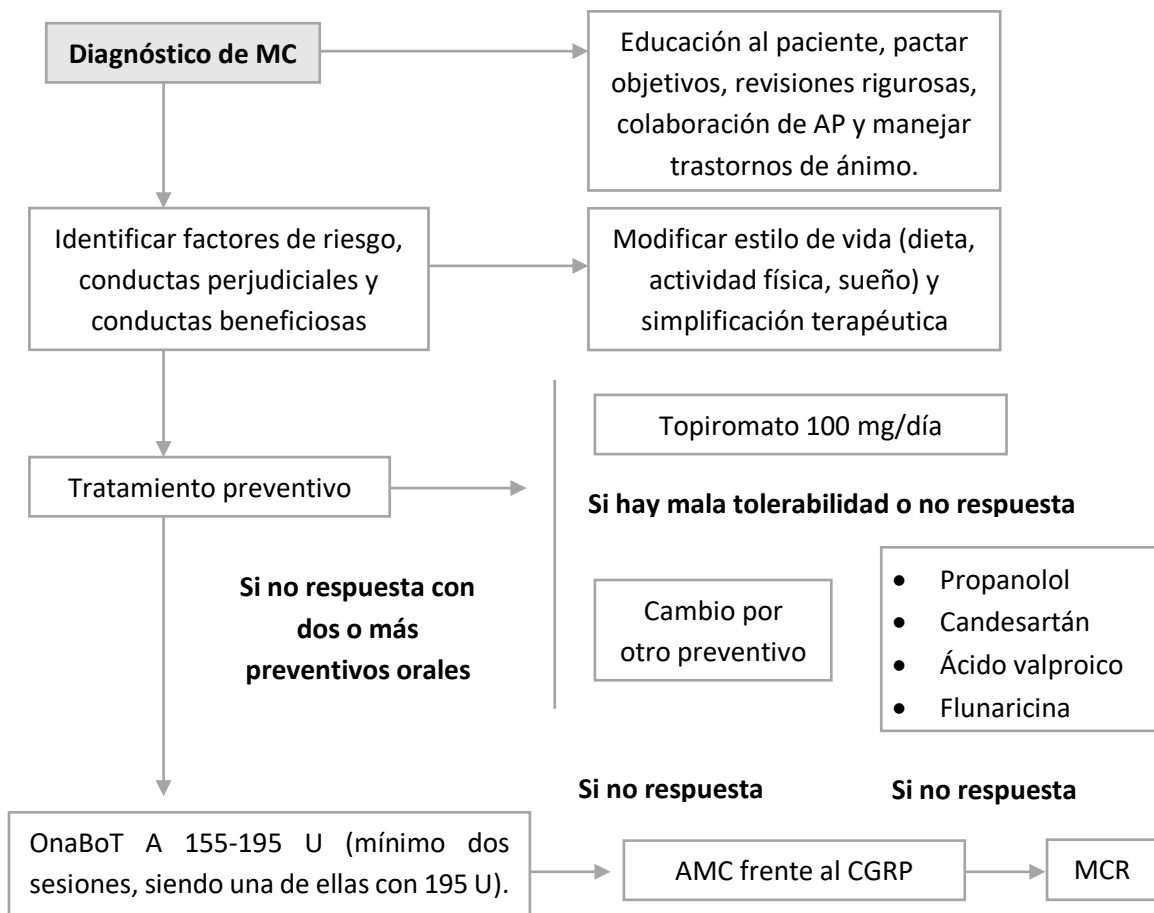 Diagnóstico de MC
Educación al paciente, pactar
objetivos, revisiones rigurosas,
colaboración de AP y manejar
trastornos de ánimo.
Identificar factores de riesgo,
conductas perjudiciales y
conductas beneficiosas
Modificar estilo de vida (dieta,
actividad física, sueño) y
simplificación terapéutica
Tratamiento preventivo
Topiromato 100 mg/día
Si hay mala tolerabilidad o no respuesta
Cambio por
otro preventivo
• Propanolol
• Candesartán
• Ácido valproico
• Flunaricina
Si no respuesta con
dos o más
preventivos orales
OnaBoT A 155-195 U (mínimo dos
sesiones, siendo una de ellas con 195 U).
Si no respuesta
AMC frente al CGRP
Si no respuesta
MCR